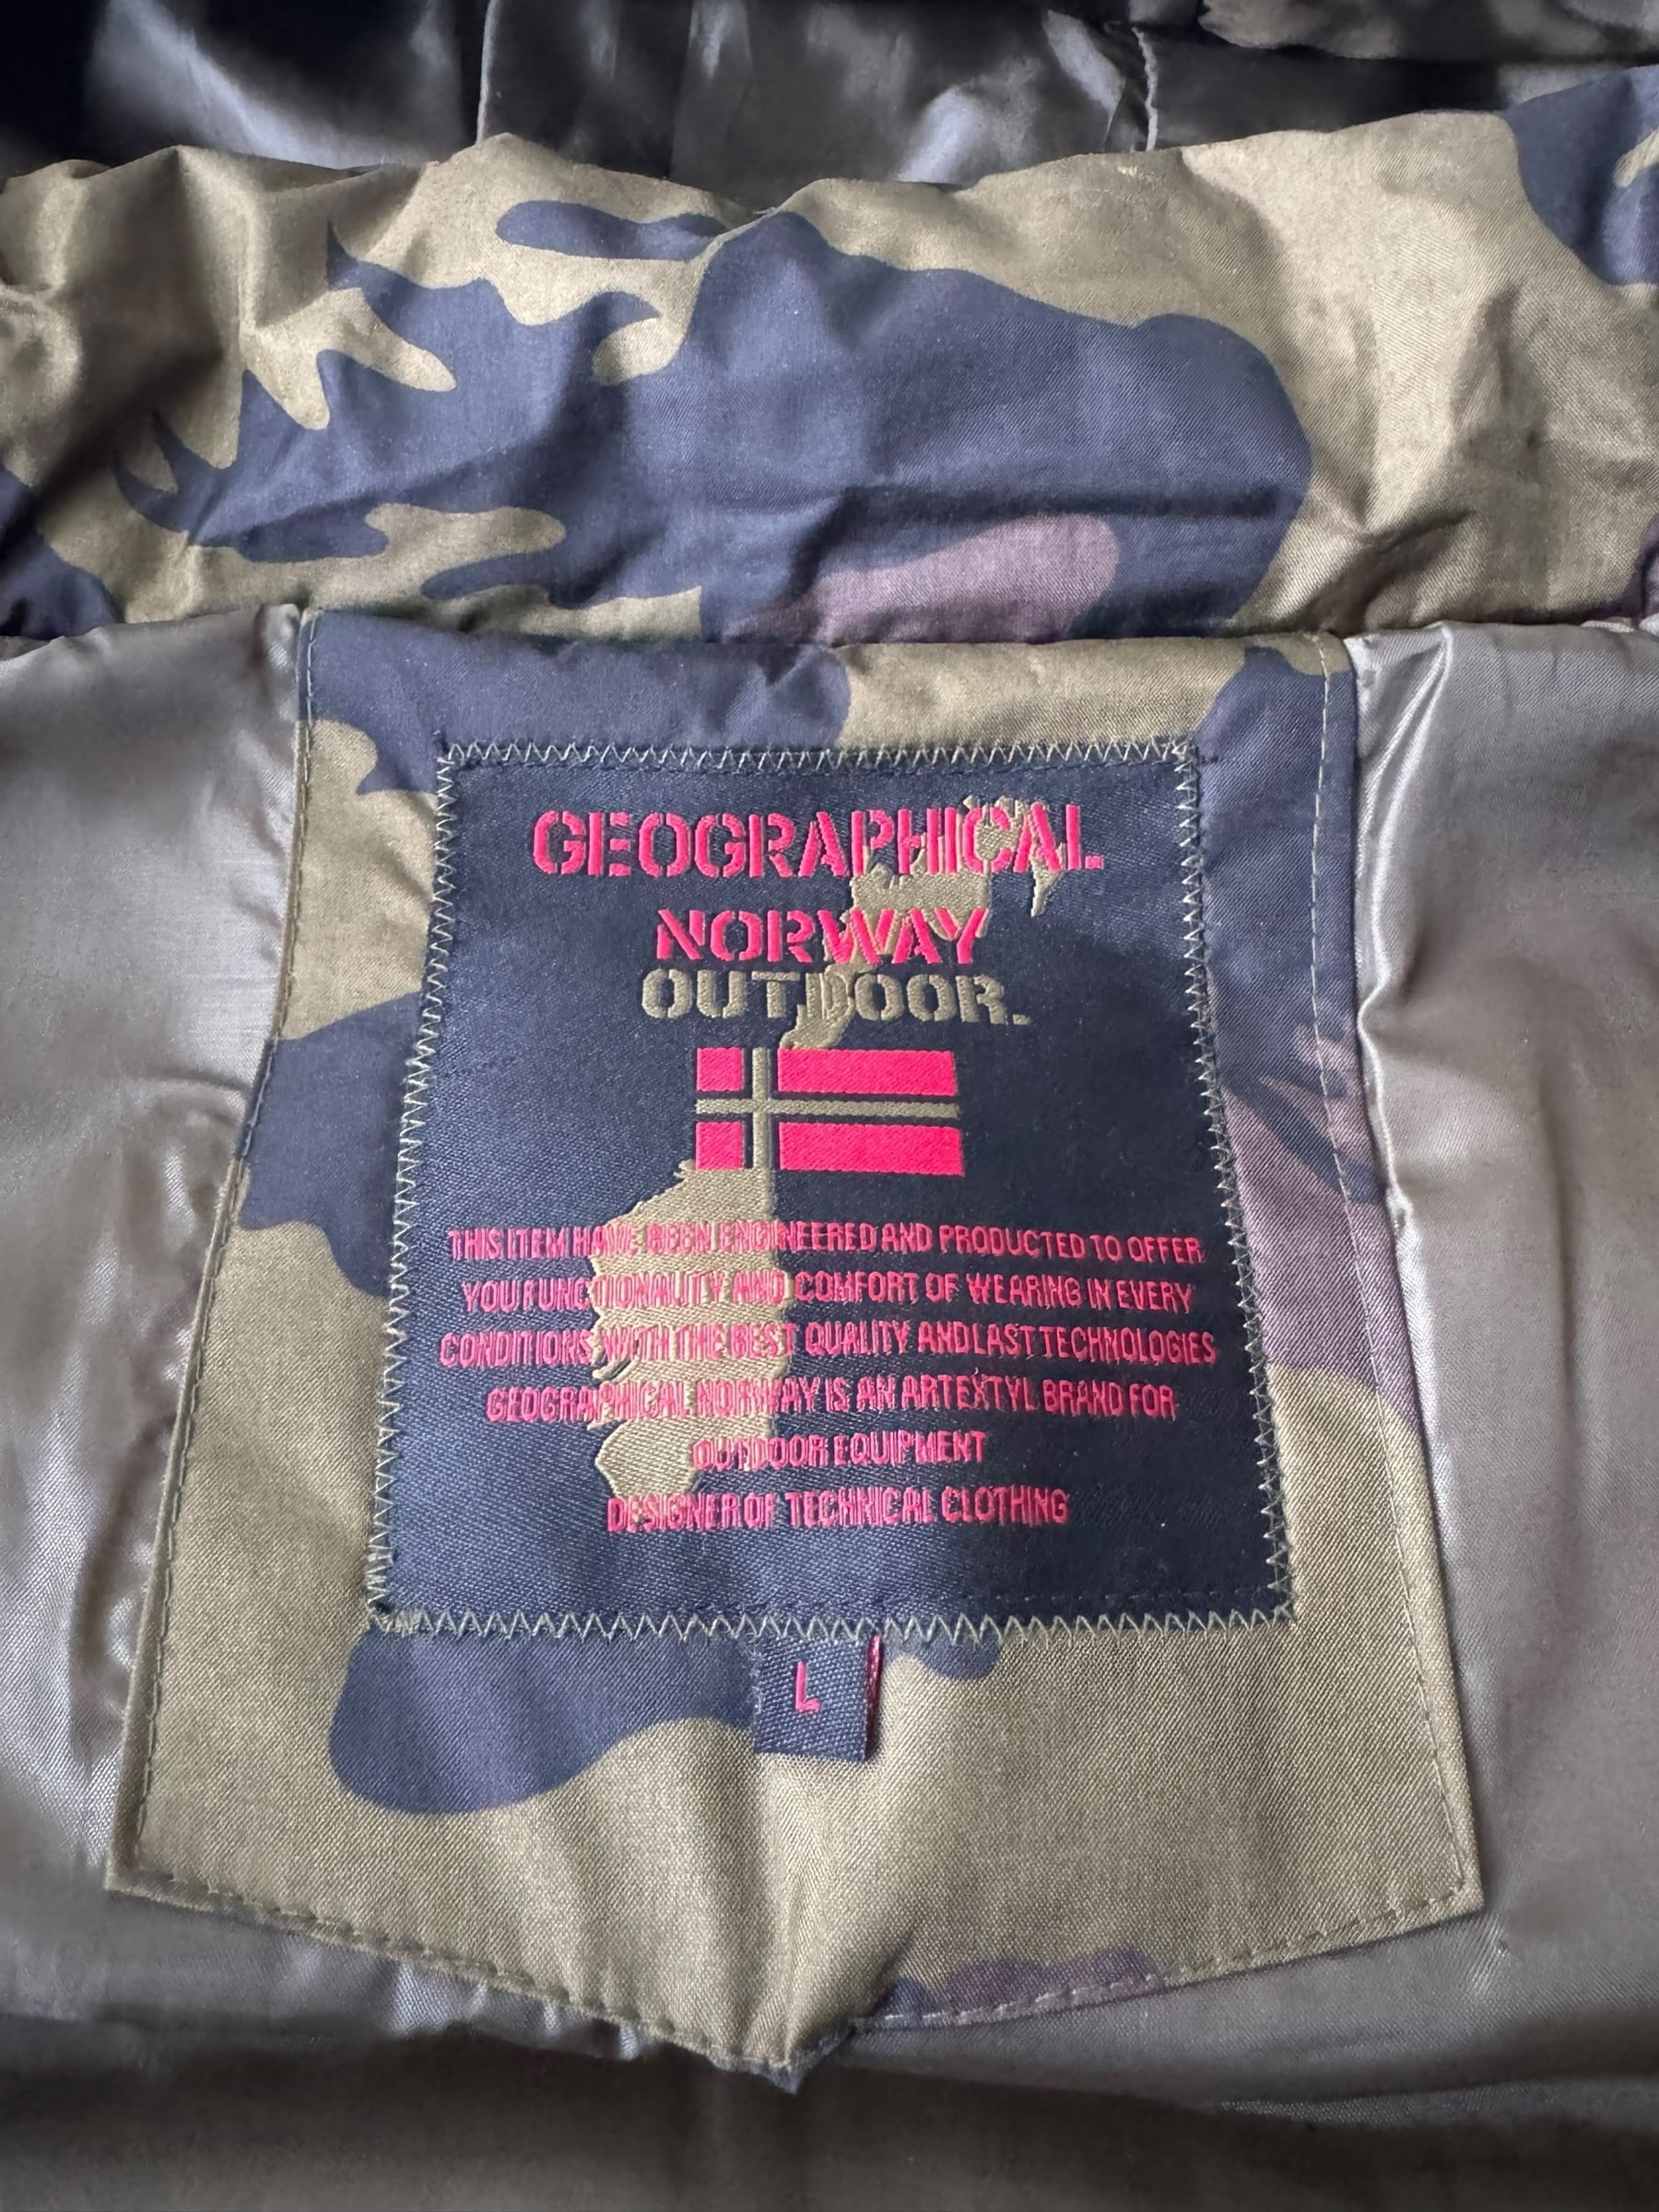 GEOGRAPHICAL
NORWAY
OUTDOOR.
THIS ITEM HAVE BEEN ENGINEERED AND PRODUCTED TO OFFER
YOU FUNCTIONALITY AND COMFORT OF WEARING IN EVERY
CONDITIONS WITH THE BEST QUALITY AND LAST TECHNOLOGIES
GEOGRAPHICAL NORWAY IS AN ARTEXTYL BRAND FOR
OUTDOOR EQUIPMENT
DESIGNER OF TECHNICAL CLOTHING
L